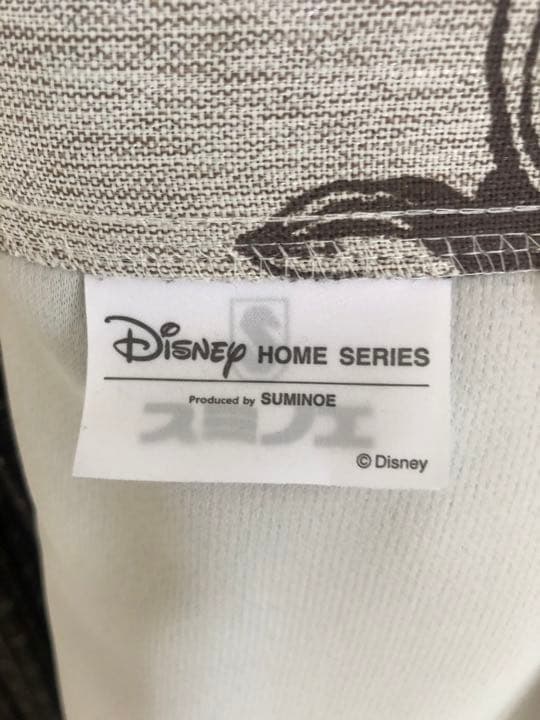 Disney HOME SERIES
Produced by SUMINOE
スミノエ
© Disney